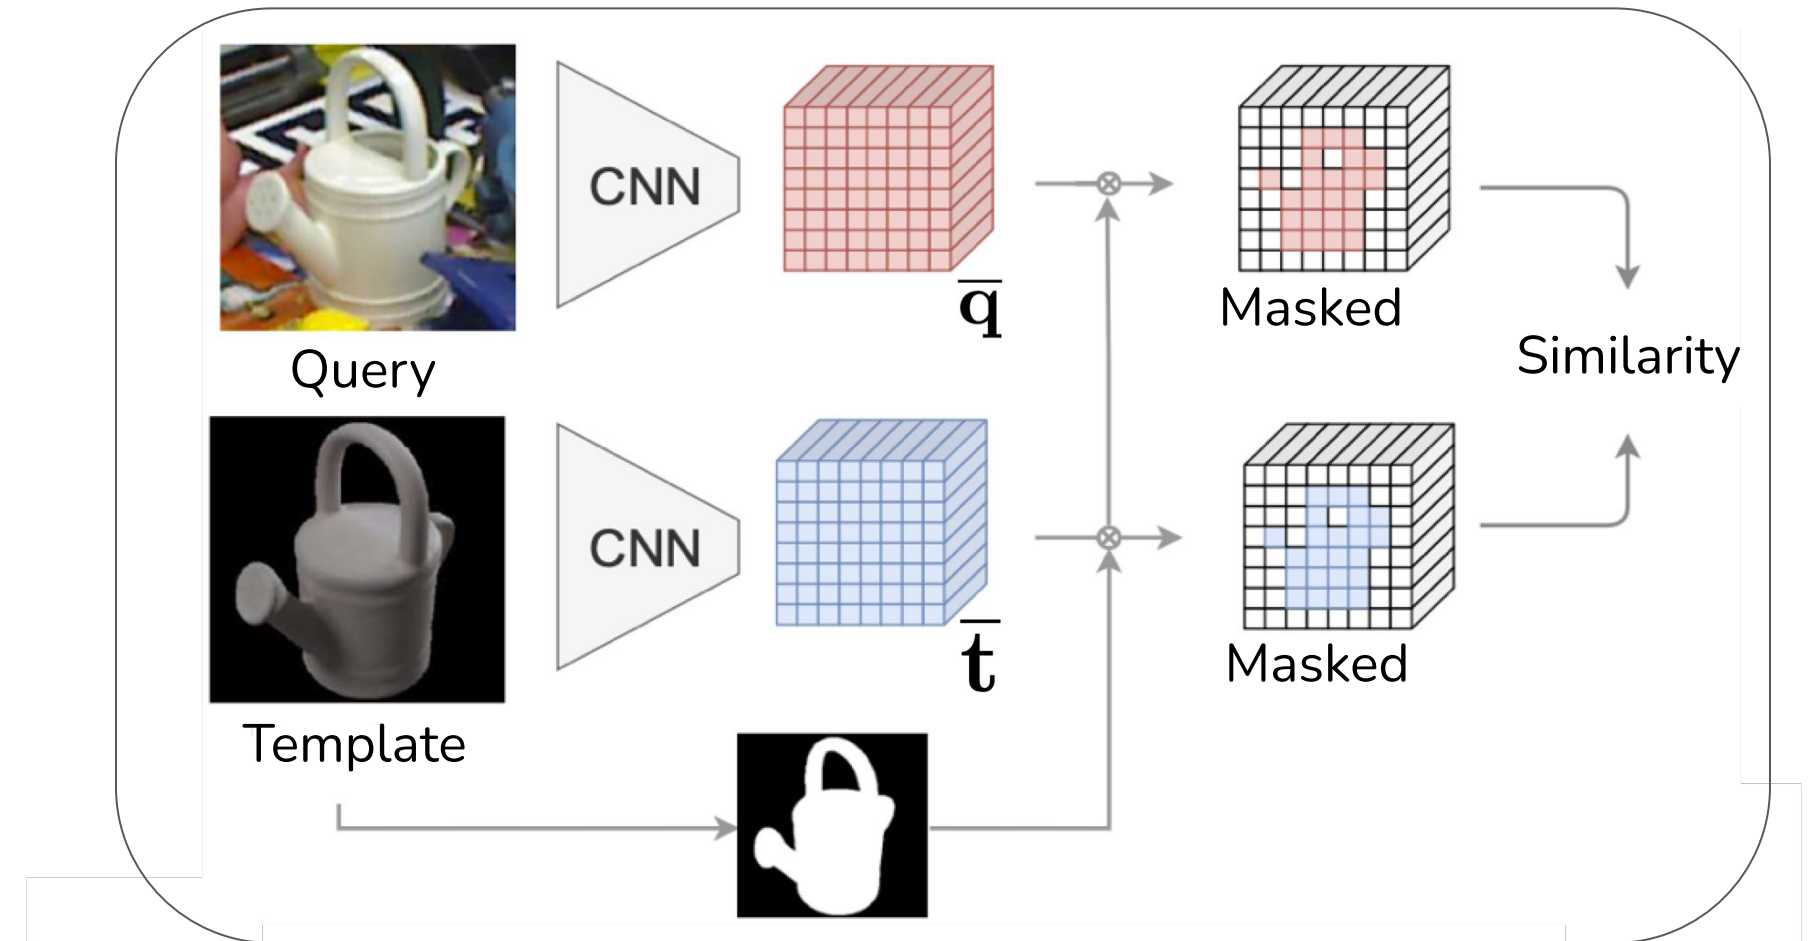 CNN
q̅
Masked
Query
Similarity
CNN
t̅
Masked
Template